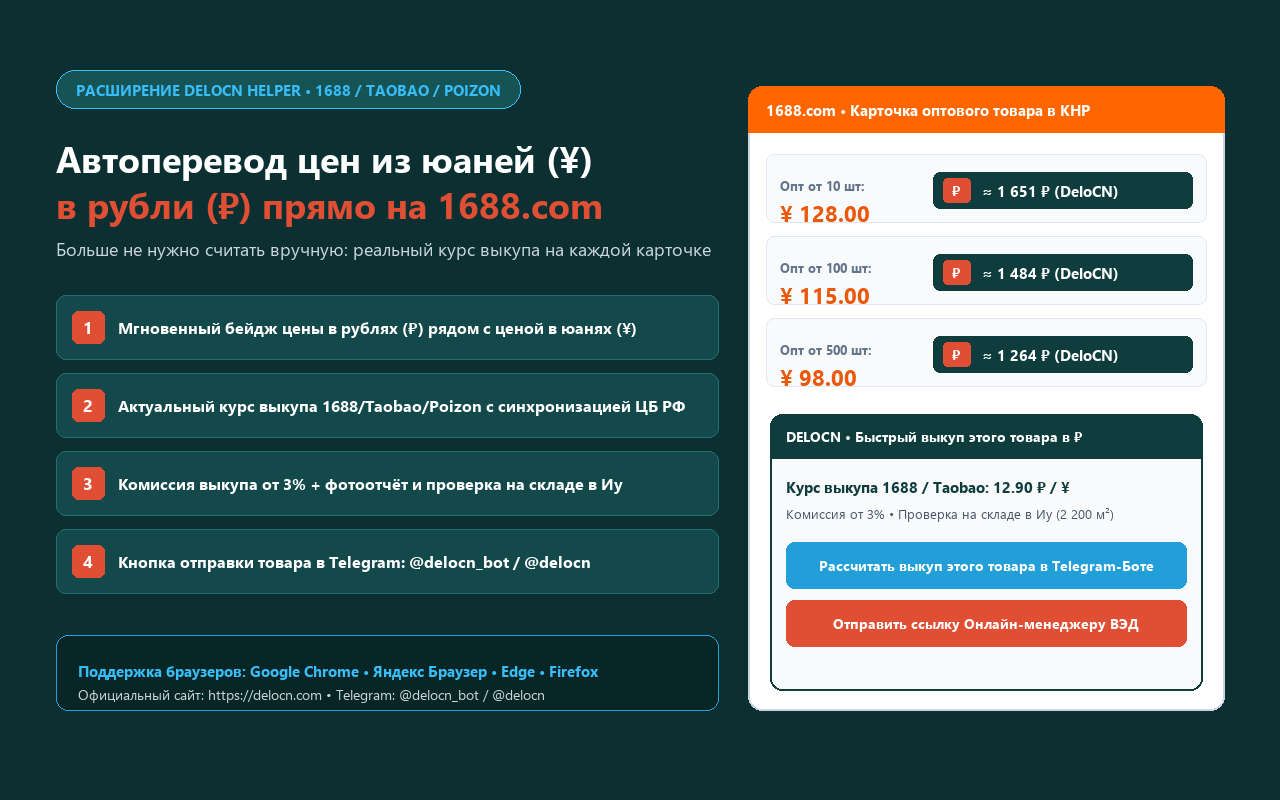 РАСШИРЕНИЕ DELOCN HELPER • 1688 / TAOBAO / POIZON
Автоперевод цен из юаней (¥)
в рубли (₽) прямо на 1688.com
Больше не нужно считать вручную: реальный курс выкупа на каждой карточке
1 Мгновенный бейдж цены в рублях (₽) рядом с ценой в юанях (¥)
2 Актуальный курс выкупа 1688/Taobao/Poizon с синхронизацией ЦБ РФ
3 Комиссия выкупа от 3% + фотоотчёт и проверка на складе в Иу
4 Кнопка отправки товара в Telegram: @delocn_bot / @delocn
Поддержка браузеров: Google Chrome • Яндекс Браузер • Edge • Firefox
Официальный сайт: https://delocn.com • Telegram: @delocn_bot / @delocn
1688.com • Карточка оптового товара в КНР
Опт от 10 шт:
¥ 128.00
₽ ≈ 1 651 ₽ (DeloCN)
Опт от 100 шт:
¥ 115.00
₽ ≈ 1 484 ₽ (DeloCN)
Опт от 500 шт:
¥ 98.00
₽ ≈ 1 264 ₽ (DeloCN)
DELOCN • Быстрый выкуп этого товара в ₽
Курс выкупа 1688 / Taobao: 12.90 ₽ / ¥
Комиссия от 3% • Проверка на складе в Иу (2 200 м²)
Рассчитать выкуп этого товара в Telegram-Боте
Отправить ссылку Онлайн-менеджеру ВЭД